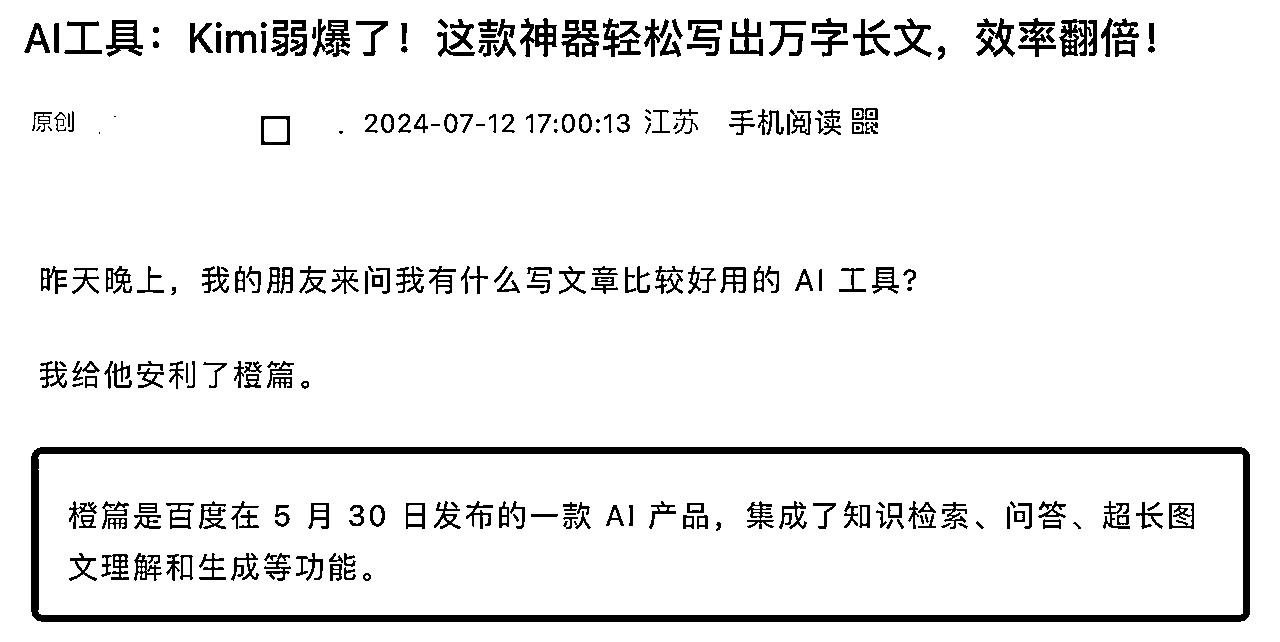 AI工具：Kimi弱爆了！这款神器轻松写出万字长文，效率翻倍！
原创 2024-07-12 17:00:13 江苏 手机阅读
昨天晚上，我的朋友来问我有什么写文章比较好用的 AI 工具？
我给他安利了橙篇。
橙篇是百度在 5 月 30 日发布的一款 AI 产品，集成了知识检索、问答、超长图
文理解和生成等功能。